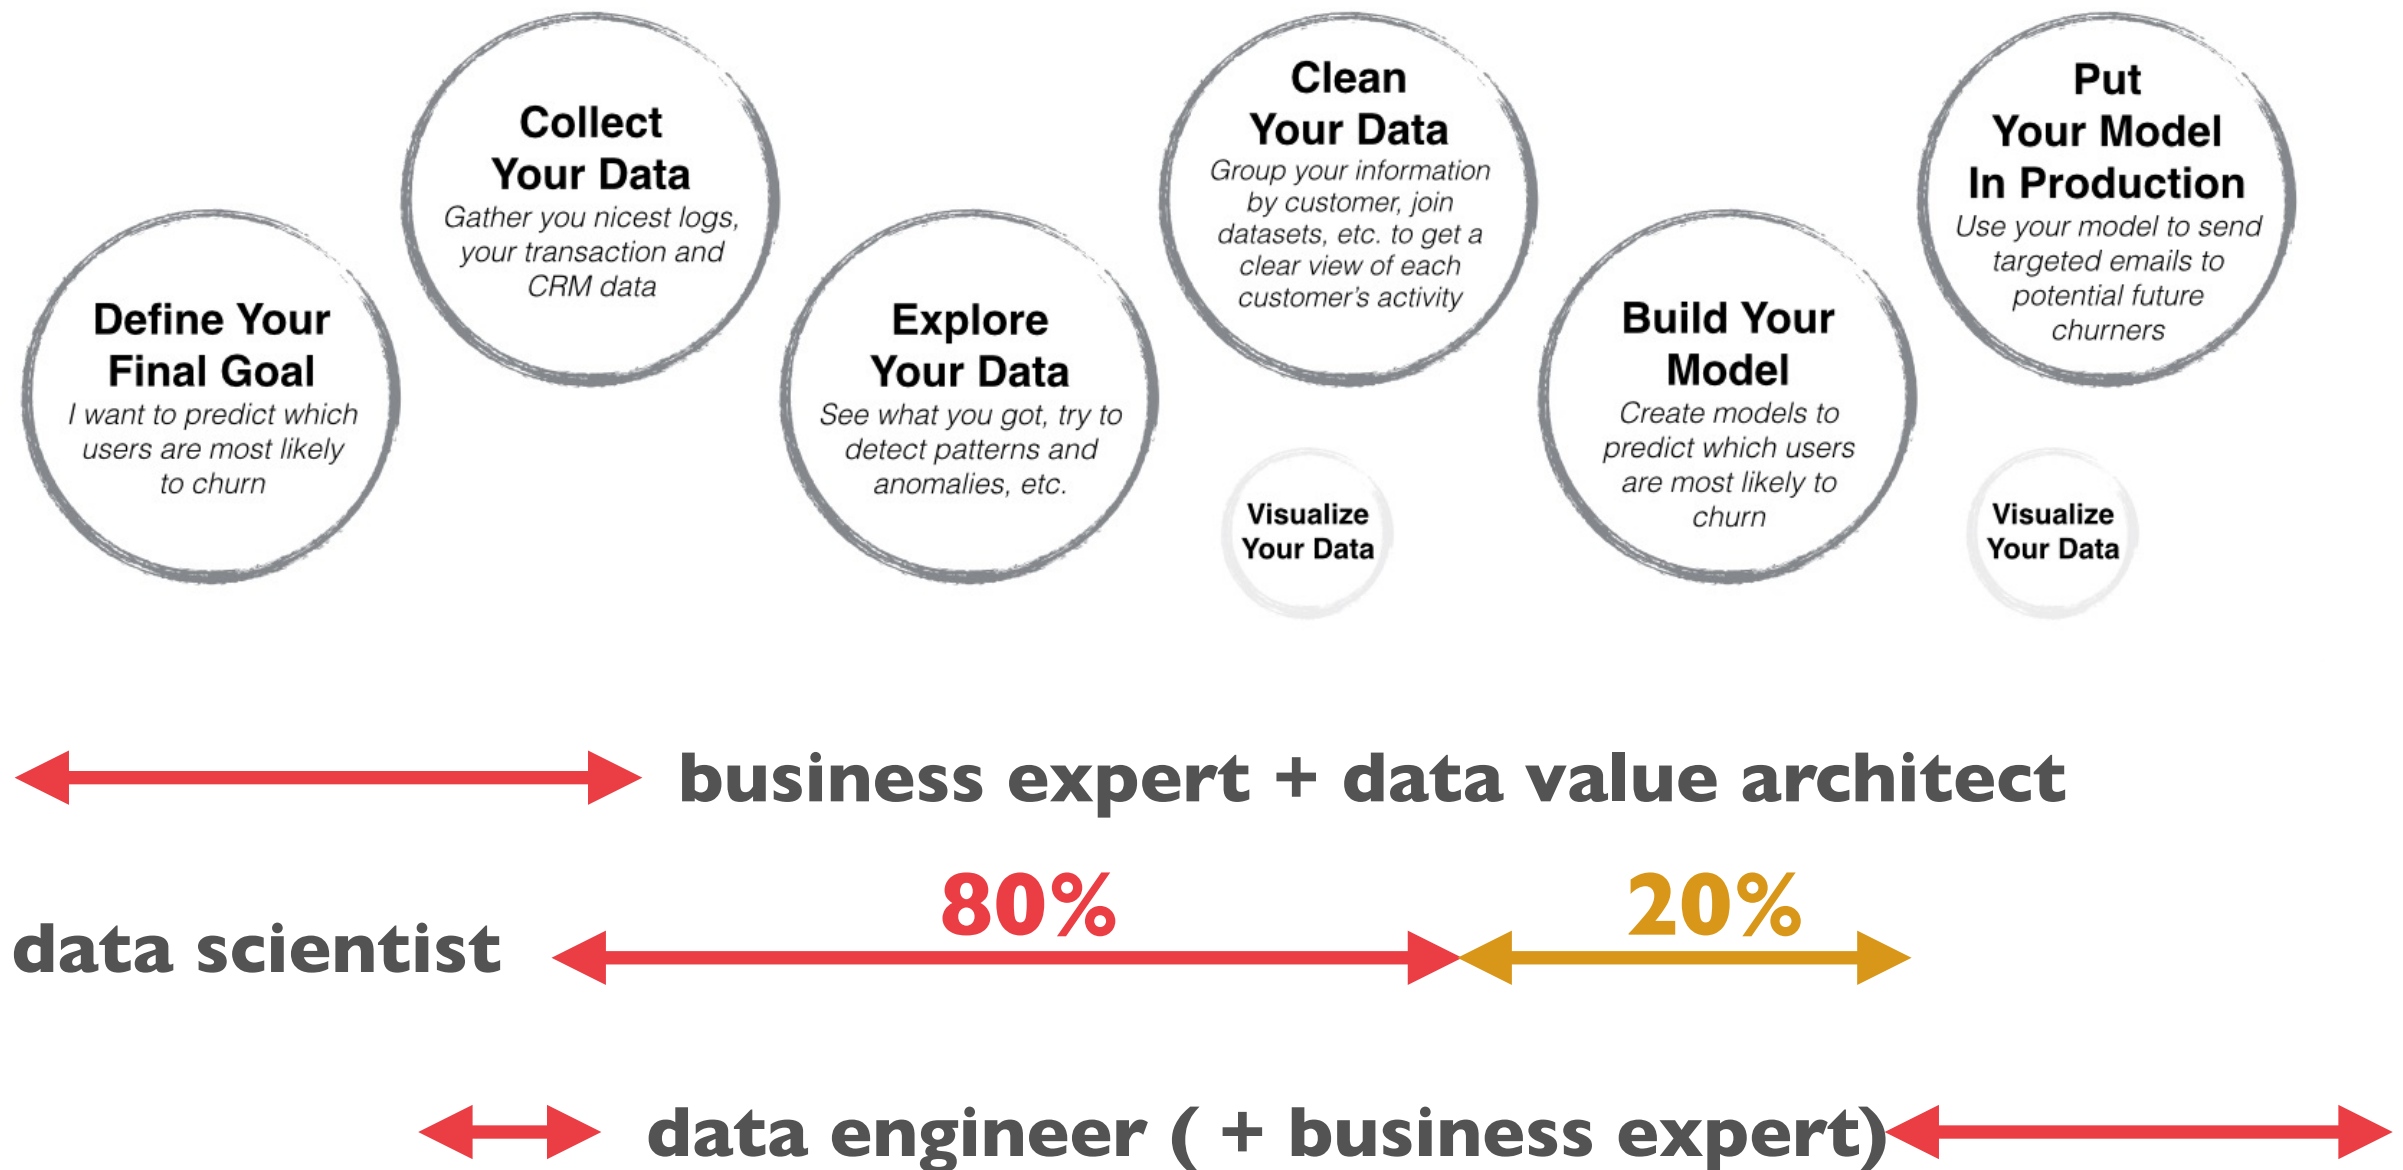 Define Your
Final Goal
I want to predict which
users are most likely
to churn
Collect
Your Data
Gather you nicest logs,
your transaction and
CRM data
Explore
Your Data
See what you got, try to
detect patterns and
anomalies, etc.
Clean
Your Data
Group your information
by customer, join
datasets, etc. to get a
clear view of each
customer's activity
Visualize
Your Data
Build Your
Model
Create models to
predict which users
are most likely to
churn
Put
Your Model
In Production
Use your model to send
targeted emails to
potential future
churners
Visualize
Your Data
business expert + data value architect
data scientist
80%
20%
data engineer ( + business expert)